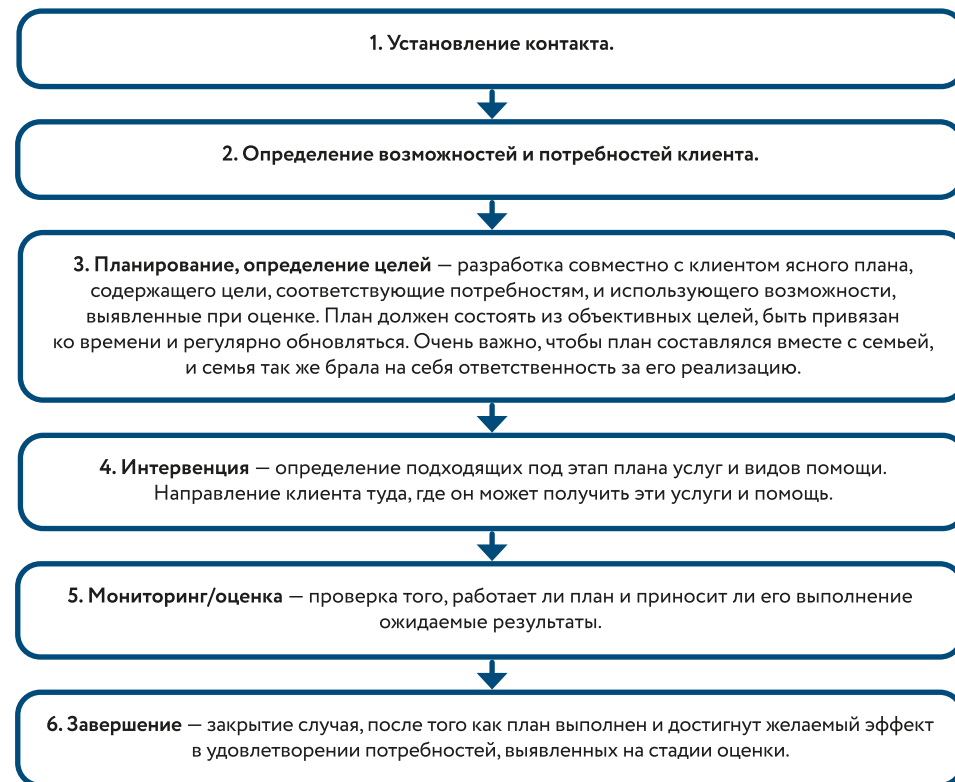 1. Установление контакта.
2. Определение возможностей и потребностей клиента.
3. Планирование, определение целей — разработка совместно с клиентом ясного плана,
содержащего цели, соответствующие потребностям, и использующего возможности,
выявленные при оценке. План должен состоять из объективных целей, быть привязан
ко времени и регулярно обновляться. Очень важно, чтобы план составлялся вместе с семьей,
и семья так же брала на себя ответственность за его реализацию.
4. Интервенция — определение подходящих под этап плана услуг и видов помощи.
Направление клиента туда, где он может получить эти услуги и помощь.
5. Мониторинг/оценка — проверка того, работает ли план и приносит ли его выполнение
ожидаемые результаты.
6. Завершение — закрытие случая, после того как план выполнен и достигнут желаемый эффект
в удовлетворении потребностей, выявленных на стадии оценки.